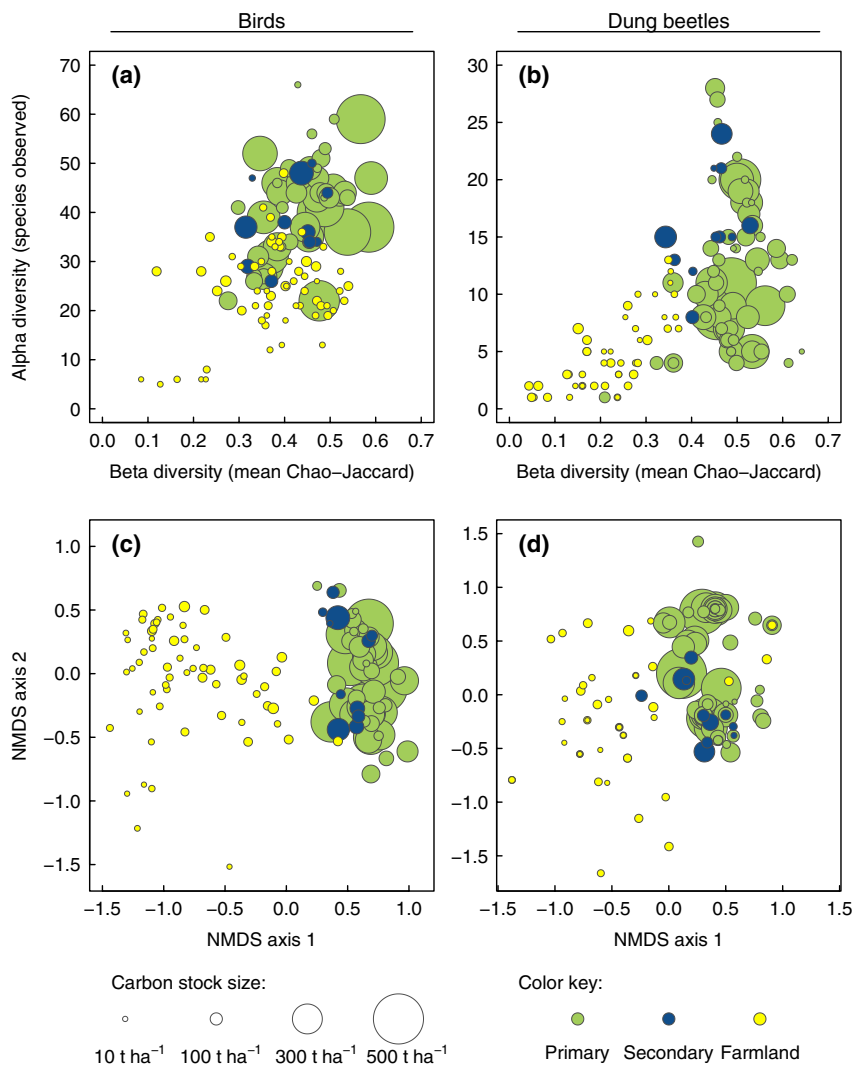 Birds
Dung beetles
(a)
(b)
Alpha diversity (species observed)
70
60
50
40
30
20
10
0
30
25
20
15
10
5
0
0.0 0.1 0.2 0.3 0.4 0.5 0.6 0.7
0.0 0.1 0.2 0.3 0.4 0.5 0.6 0.7
Beta diversity (mean Chao–Jaccard)
Beta diversity (mean Chao–Jaccard)
(c)
(d)
NMDS axis 2
1.0
0.5
0.0
−0.5
−1.0
−1.5
1.5
1.0
0.5
0.0
−0.5
−1.0
−1.5
−1.5 −1.0 −0.5 0.0 0.5 1.0
−1.5 −1.0 −0.5 0.0 0.5 1.0 1.5
NMDS axis 1
NMDS axis 1
Carbon stock size:
10 t ha⁻¹ 100 t ha⁻¹ 300 t ha⁻¹ 500 t ha⁻¹
Color key:
Primary Secondary Farmland